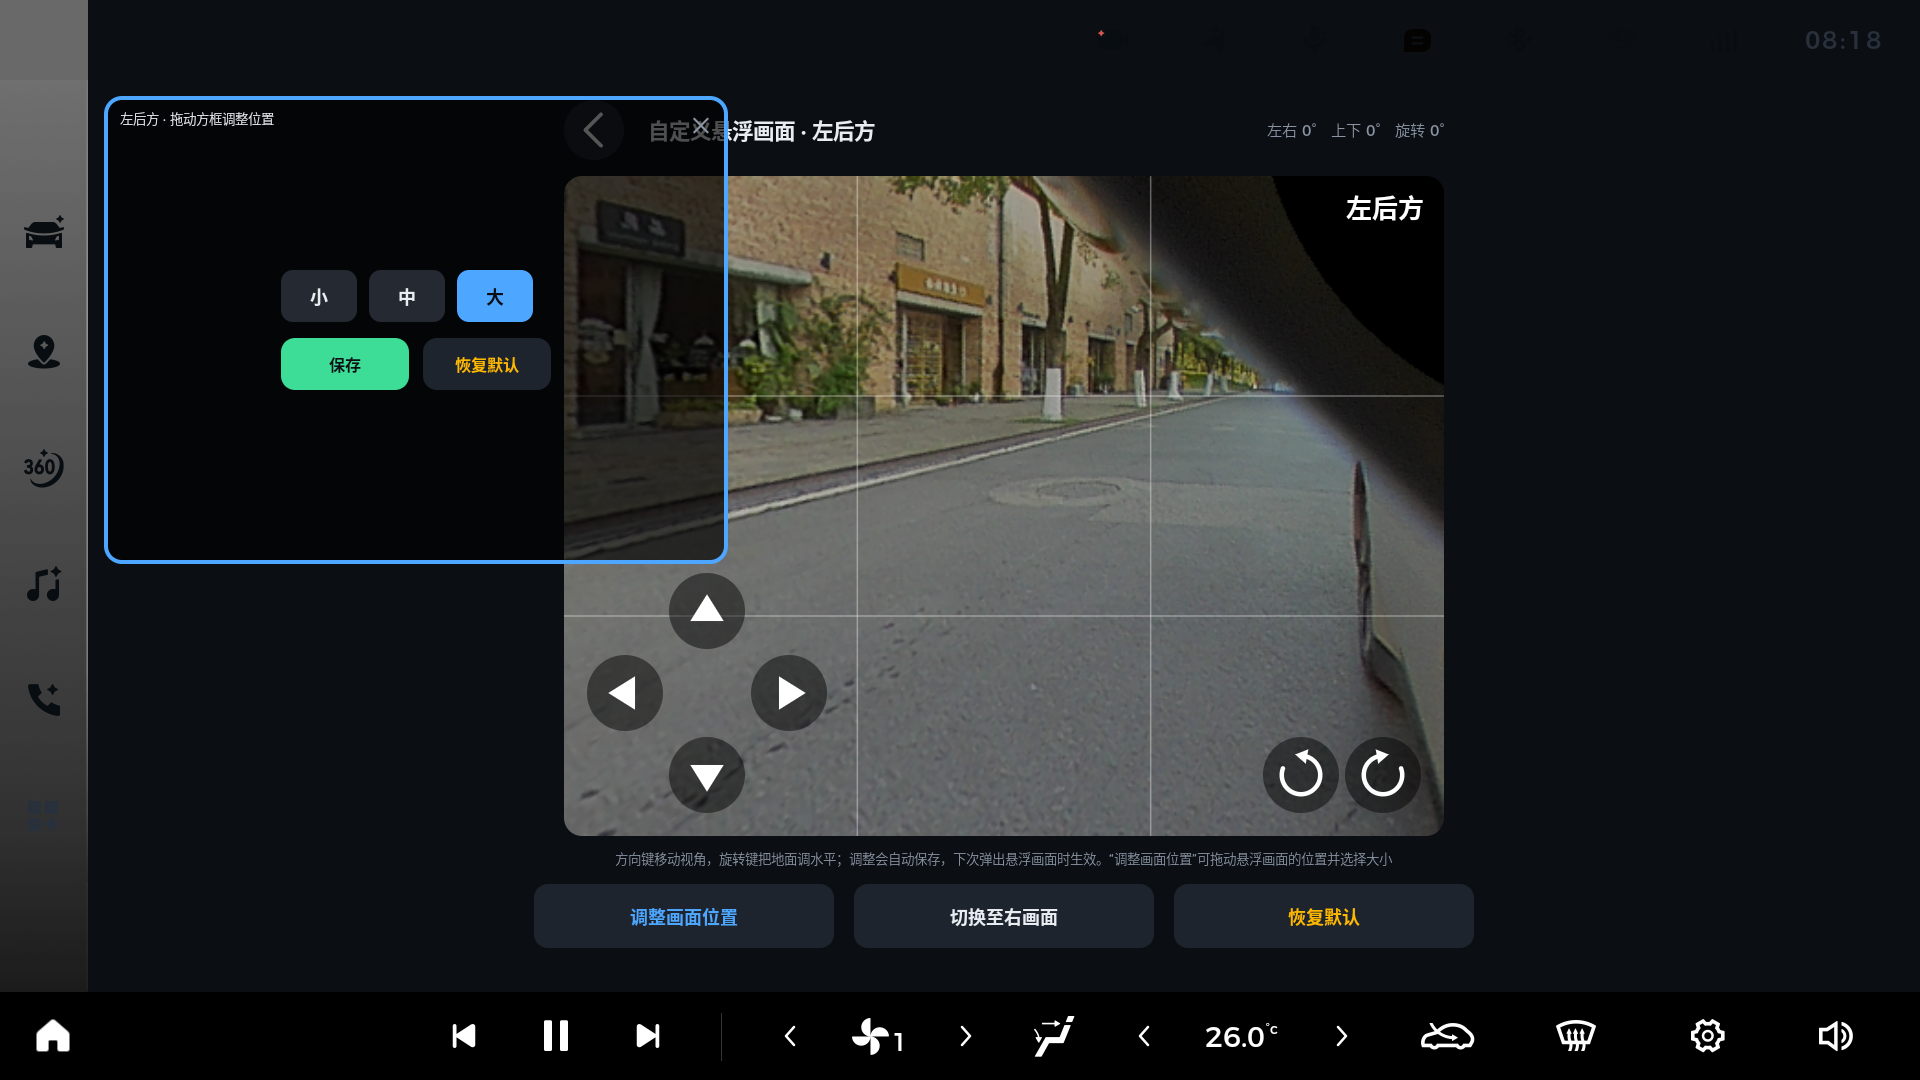 08:18
左后方 · 拖动方框调整位置
自定义悬浮画面 · 左后方
左右 0° 上下 0° 旋转 0°
左后方
小 中 大
保存 恢复默认
360
方向键移动视角，旋转键把地面调水平；调整会自动保存，下次弹出悬浮画面时生效。“调整画面位置”可拖动悬浮画面的位置并选择大小
调整画面位置 切换至右画面 恢复默认
1 26.0°C